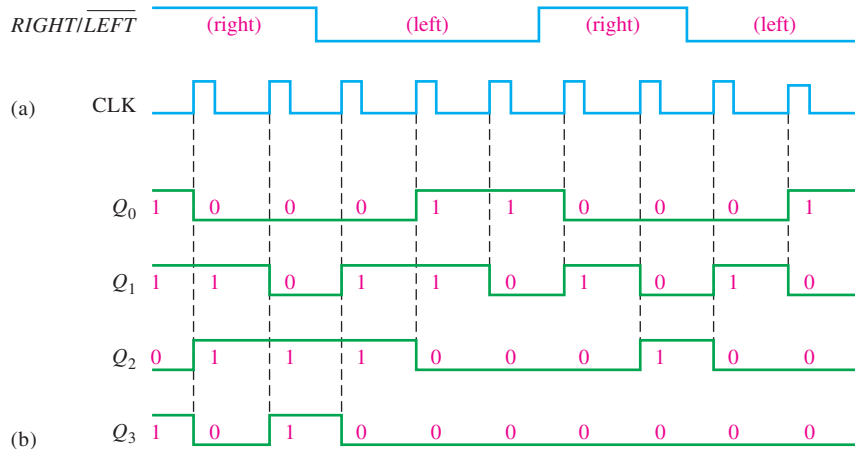 RIGHT/LEFT (right) (left) (right) (left)
(a) CLK
Q0 1 0 0 0 1 1 0 0 0 1
Q1 1 1 0 1 1 0 1 0 1 0
Q2 0 1 1 1 0 0 0 1 0 0
(b) Q3 1 0 1 0 0 0 0 0 0 0